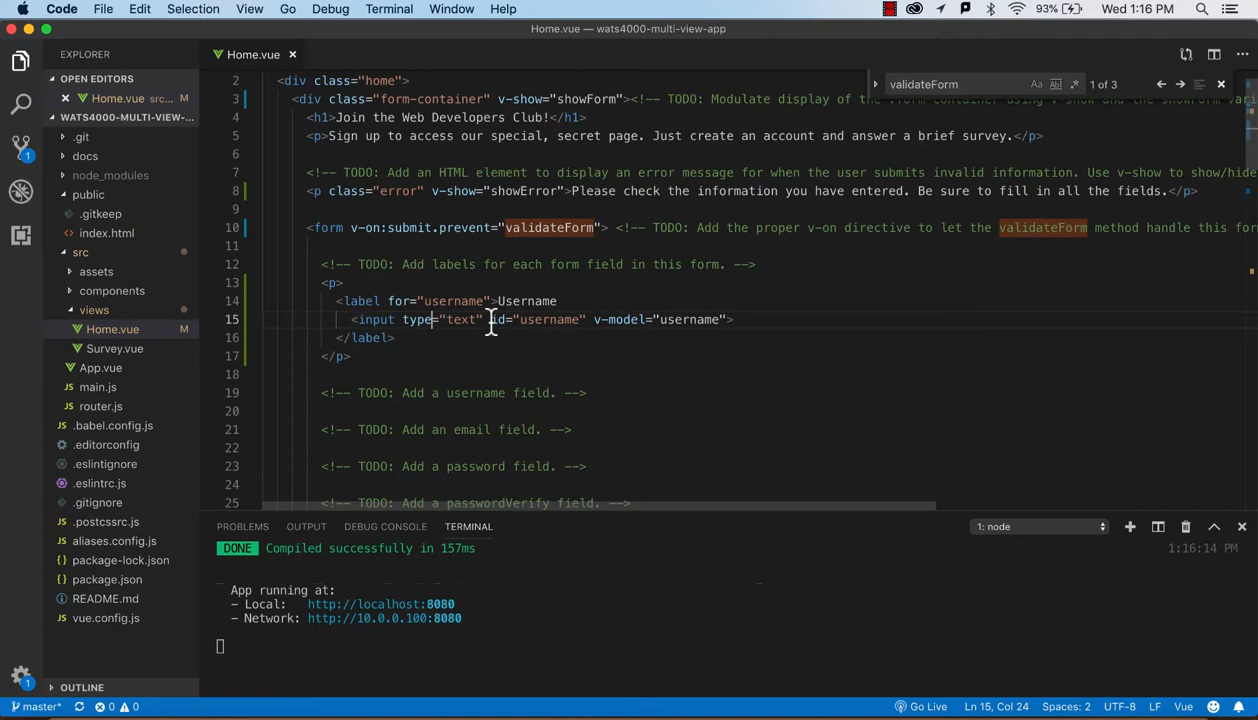 Code File Edit Selection View Go Debug Terminal Window Help 93% Wed 1:16 PM
Home.vue — wats4000-multi-view-app
EXPLORER
OPEN EDITORS
Home.vue src...
WATS4000-MULTI-VIEW-...
.git
docs
node_modules
public
.gitkeep
index.html
src
assets
components
views
Home.vue
Survey.vue
App.vue
main.js
router.js
.babel.config.js
.editorconfig
.eslintignore
.eslintrc.js
.gitignore
.postcssrc.js
aliases.config.js
package-lock.json
package.json
README.md
vue.config.js
OUTLINE
1
1
Home.vue
validateForm Aa Abl .* 1 of 3
2 <div class="home">
3 <div class="form-container" v-show="showForm"><!-- TODO: Modulate display of the .form-container using v-show and the showForm vari
4 <h1>Join the Web Developers Club!</h1>
5 <p>Sign up to access our special, secret page. Just create an account and answer a brief survey.</p>
6
7 <!-- TODO: Add an HTML element to display an error message for when the user submits invalid information. Use v-show to show/hide
8 <p class="error" v-show="showError">Please check the information you have entered. Be sure to fill in all the fields.</p>
9
10 <form v-on:submit.prevent="validateForm"> <!-- TODO: Add the proper v-on directive to let the validateForm method handle this for
11
12 <!-- TODO: Add labels for each form field in this form. -->
13 <p>
14 <label for="username">Username
15 <input type="text" id="username" v-model="username">
16 </label>
17 </p>
18
19 <!-- TODO: Add a username field. -->
20
21 <!-- TODO: Add an email field. -->
22
23 <!-- TODO: Add a password field. -->
24
25 <!-- TODO: Add a passwordVerify field. -->
PROBLEMS OUTPUT DEBUG CONSOLE TERMINAL 1: node
DONE Compiled successfully in 157ms 1:16:14 PM
App running at:
- Local: http://localhost:8080
- Network: http://10.0.0.100:8080
master* 0 0 Go Live Ln 15, Col 24 Spaces: 2 UTF-8 LF Vue